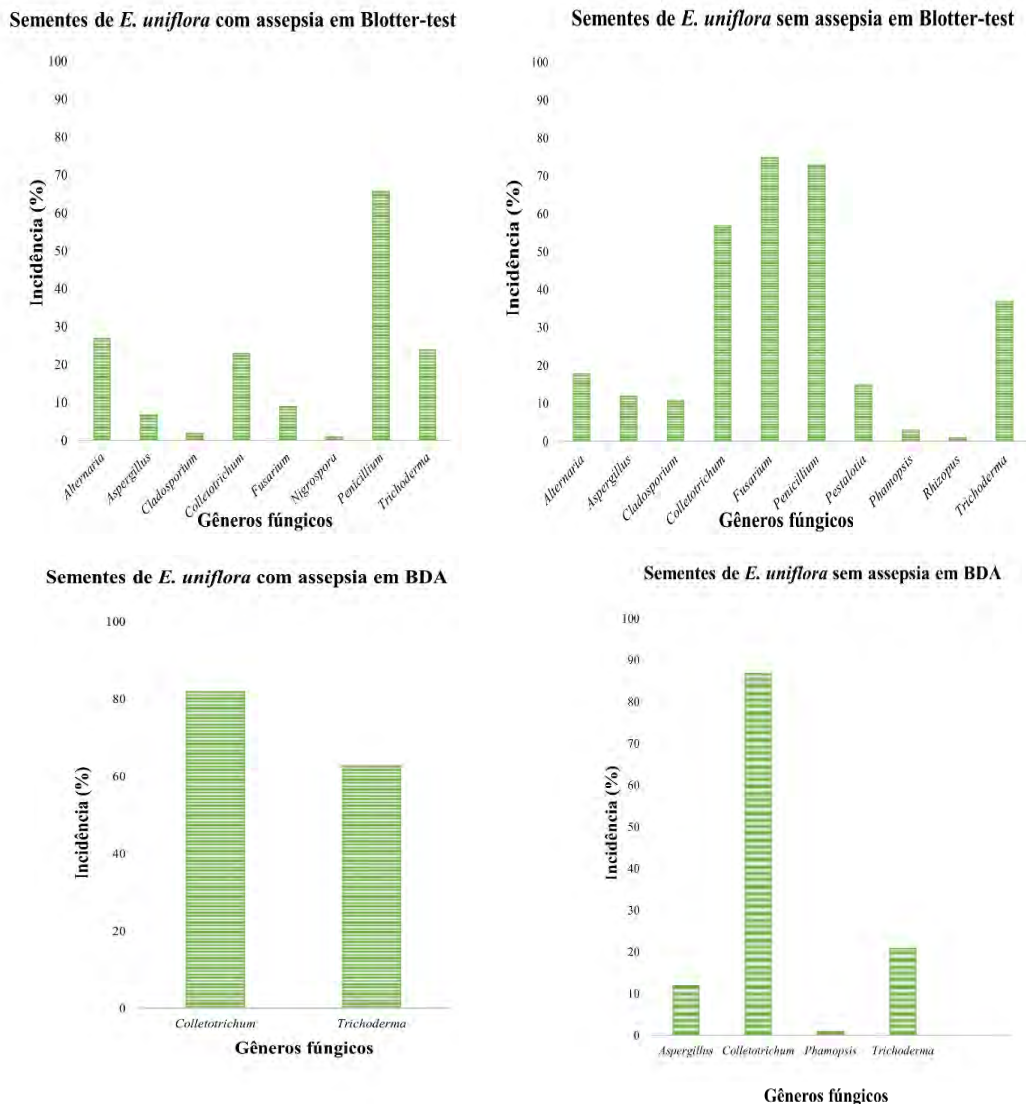 Sementes de E. uniflora com assepsia em Blotter-test
Incidência (%)
100
90
80
70
60
50
40
30
20
10
0
Alternaria
Aspergillus
Cladosporium
Colletotrichum
Fusarium
Nigrospora
Penicillium
Trichoderma
Gêneros fúngicos
Sementes de E. uniflora sem assepsia em Blotter-test
Incidência (%)
100
90
80
70
60
50
40
30
20
10
0
Alternaria
Aspergillus
Cladosporium
Colletotrichum
Fusarium
Penicillium
Pestalotia
Phamopsis
Rhizopus
Trichoderma
Gêneros fúngicos
Sementes de E. uniflora com assepsia em BDA
Incidência (%)
100
80
60
40
20
0
Colletotrichum
Trichoderma
Gêneros fúngicos
Sementes de E. uniflora sem assepsia em BDA
Incidência (%)
100
90
80
70
60
50
40
30
20
10
0
Aspergillus
Colletotrichum
Phamopsis
Trichoderma
Gêneros fúngicos